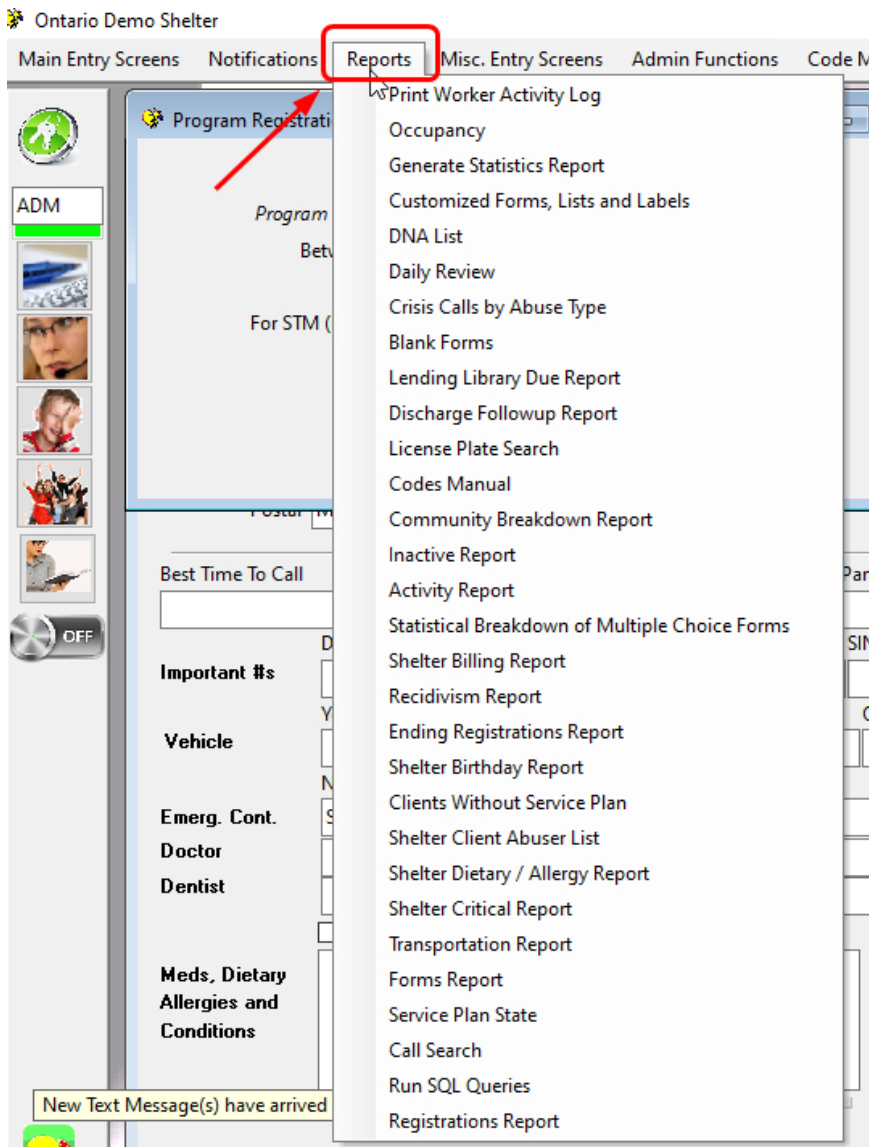 Ontario Demo Shelter
Main Entry Screens Notifications Reports Misc. Entry Screens Admin Functions Code M
Program Registrati
ADM
Program
Betw
For STM (
Print Worker Activity Log
Occupancy
Generate Statistics Report
Customized Forms, Lists and Labels
DNA List
Daily Review
Crisis Calls by Abuse Type
Blank Forms
Lending Library Due Report
Discharge Followup Report
License Plate Search
Codes Manual
Community Breakdown Report
Inactive Report
Activity Report
Statistical Breakdown of Multiple Choice Forms
Shelter Billing Report
Recidivism Report
Ending Registrations Report
Shelter Birthday Report
Clients Without Service Plan
Shelter Client Abuser List
Shelter Dietary / Allergy Report
Shelter Critical Report
Transportation Report
Forms Report
Service Plan State
Call Search
Run SQL Queries
Registrations Report
Best Time To Call
Par
OFF
D
SIN
Important #s
Y
Vehicle
N
Emerg. Cont. S
Doctor
Dentist
Meds, Dietary
Allergies and
Conditions
New Text Message(s) have arrived